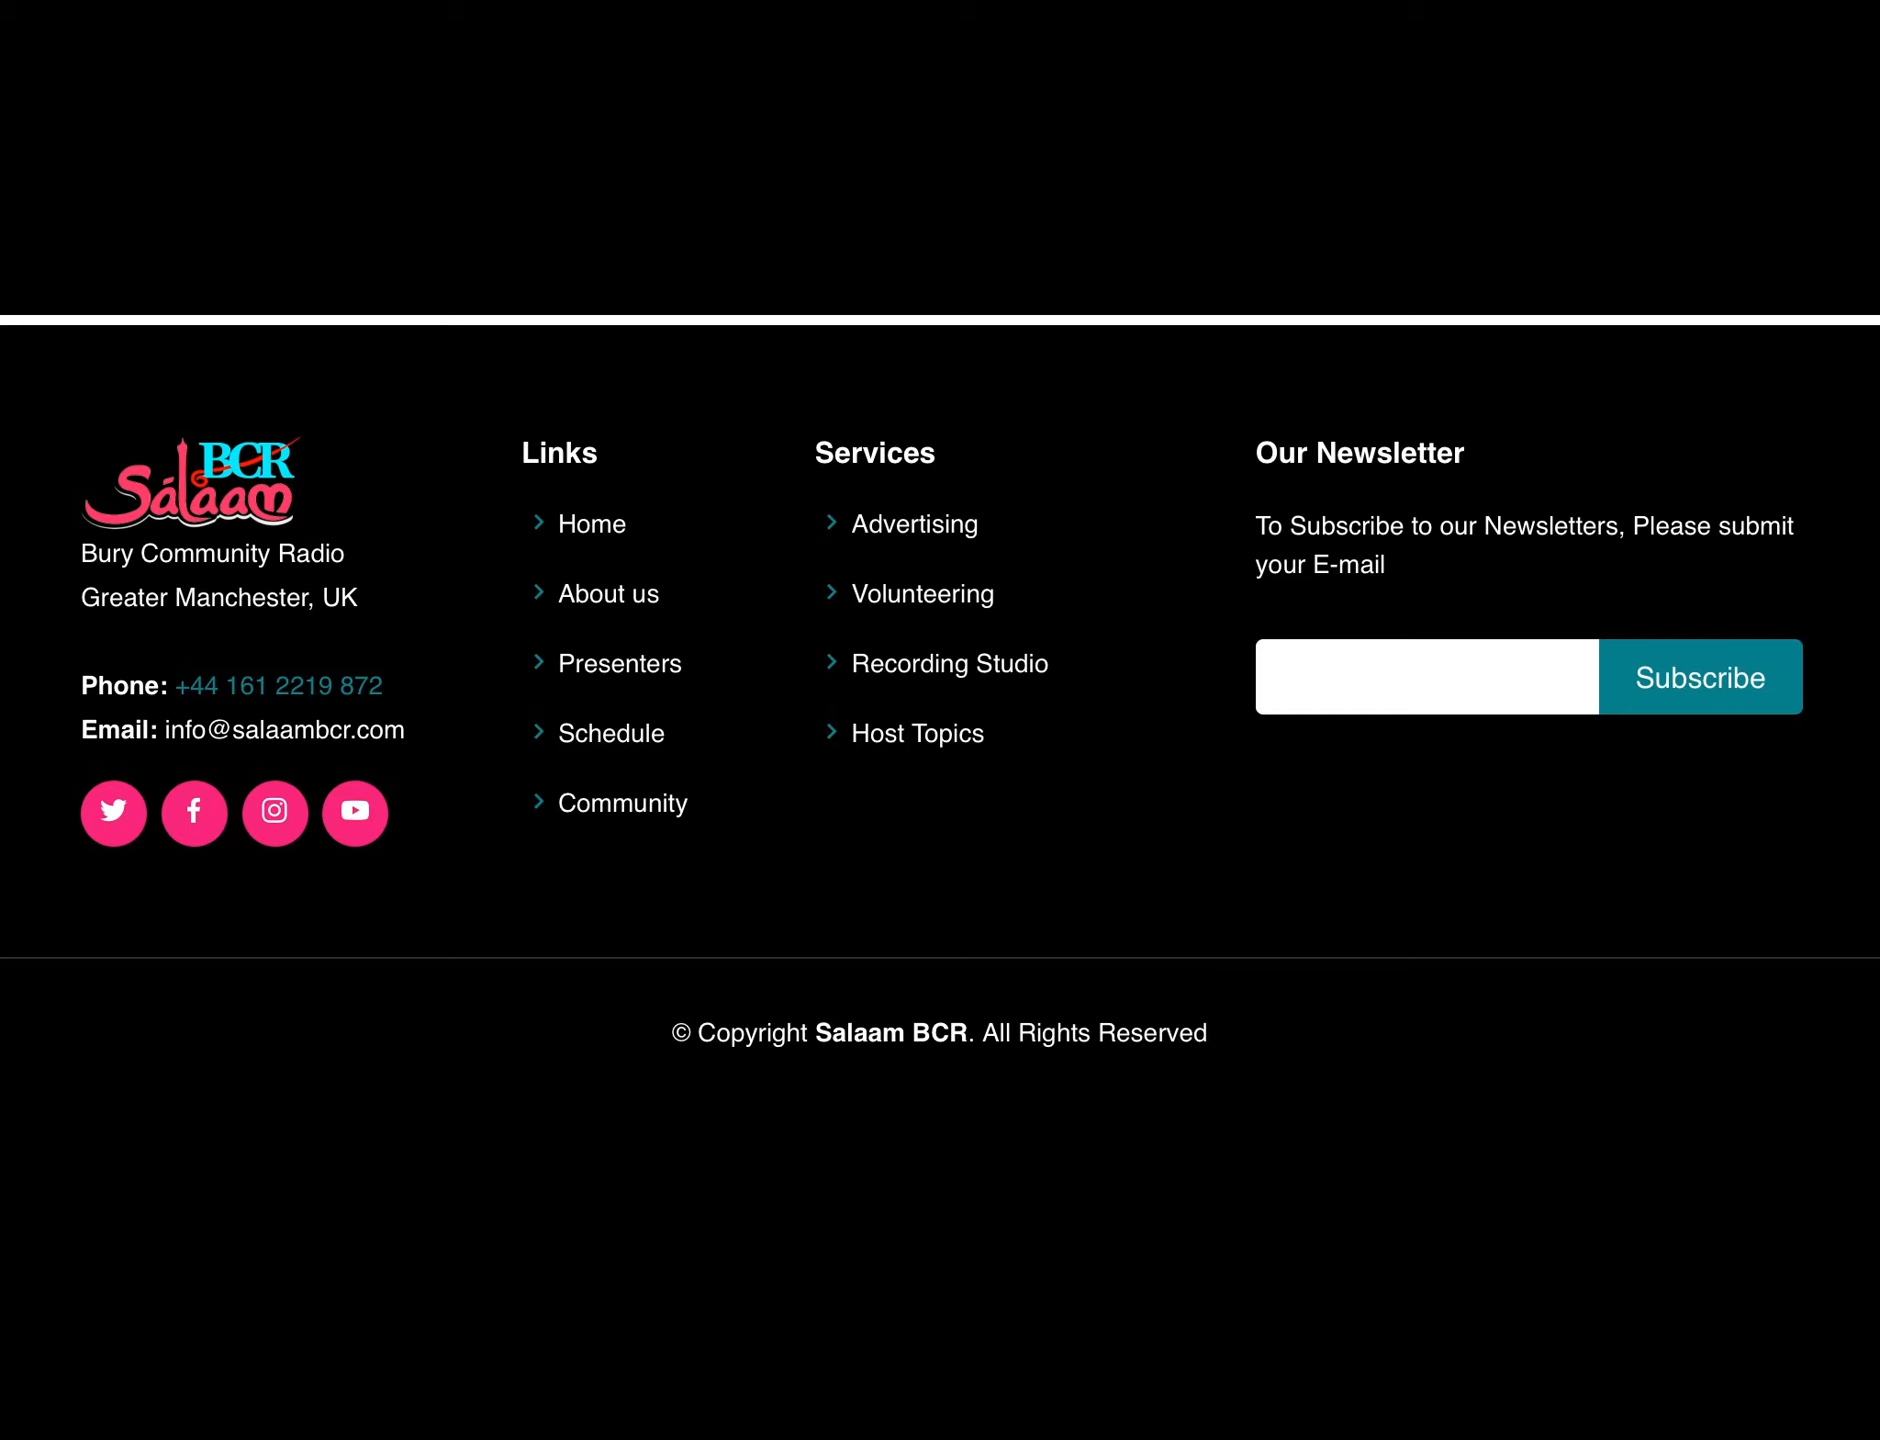 BCR
Salaam
Bury Community Radio
Greater Manchester, UK
Phone: +44 161 2219 872
Email: info@salaambcr.com
Links
Home
About us
Presenters
Schedule
Community
Services
Advertising
Volunteering
Recording Studio
Host Topics
Our Newsletter
To Subscribe to our Newsletters, Please submit
your E-mail
Subscribe
© Copyright Salaam BCR. All Rights Reserved